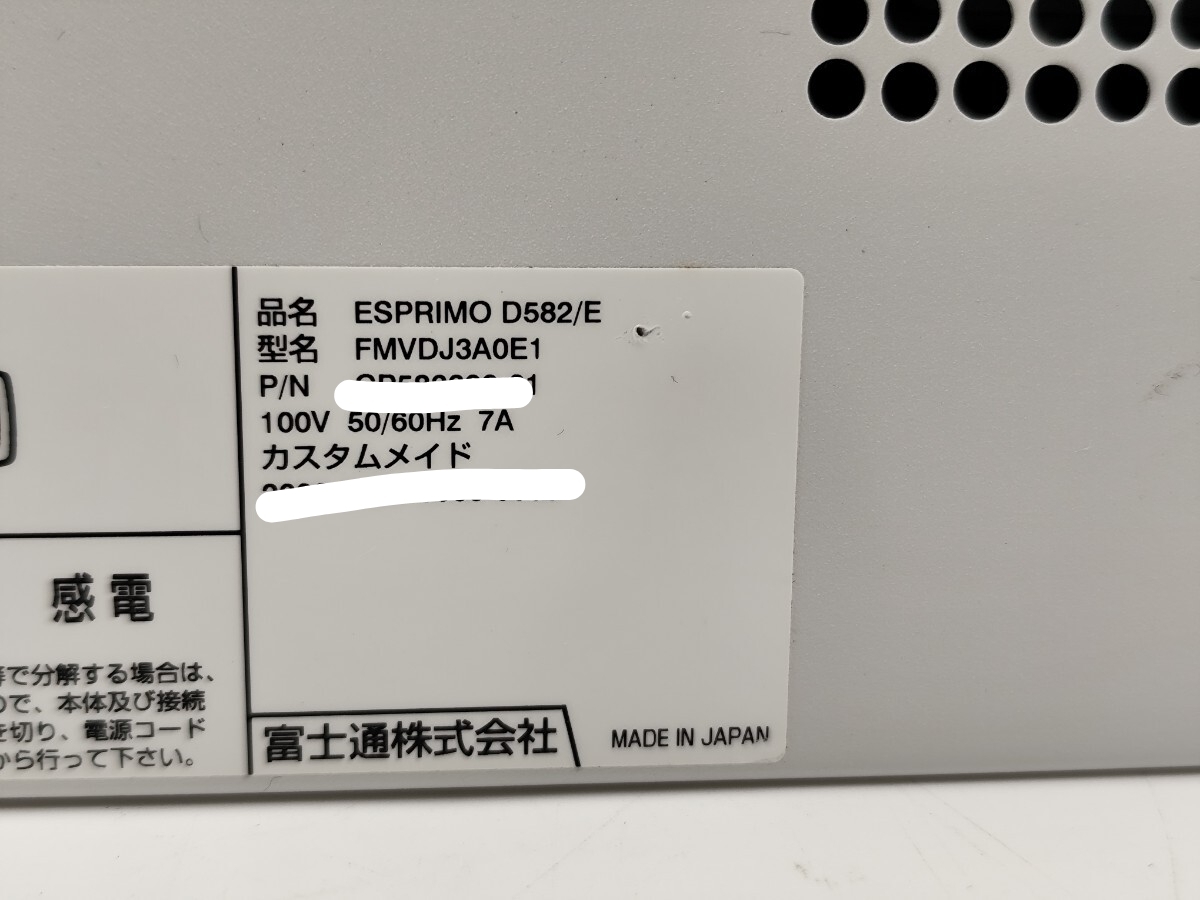 品名 ESPRIMO D582/E
型名 FMVDJ3A0E1
P/N
100V 50/60Hz 7A
カスタムメイド
感電
等で分解する場合は、
ので、本体及び接続
を切り、電源コード
から行って下さい。
富士通株式会社
MADE IN JAPAN